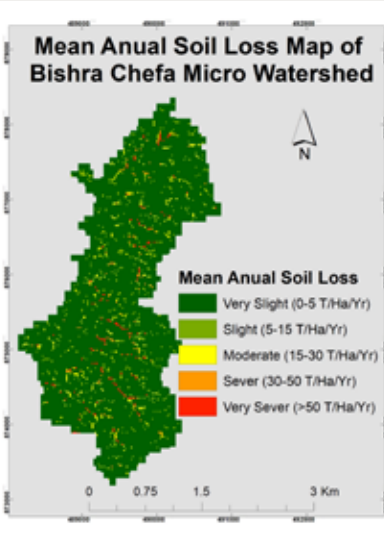 Mean Anual Soil Loss Map of
Bishra Chefa Micro Watershed
N
Mean Anual Soil Loss
Very Slight (0-5 T/Ha/Yr)
Slight (5-15 T/Ha/Yr)
Moderate (15-30 T/Ha/Yr)
Sever (30-50 T/Ha/Yr)
Very Sever (>50 T/Ha/Yr)
0 0.75 1.5 3 Km